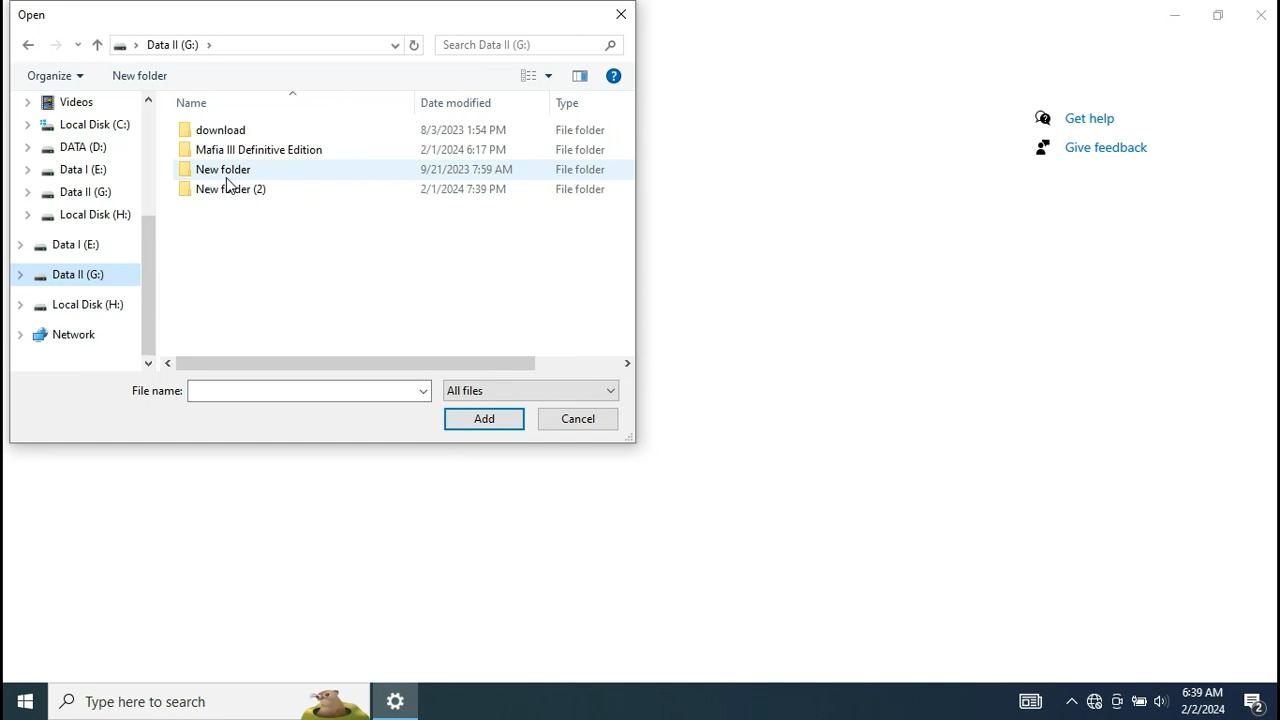 Open
Data II (G:)
Search Data II (G:)
Organize
New folder
Name
Date modified
Type
Videos
Local Disk (C:)
DATA (D:)
Data I (E:)
Data II (G:)
Local Disk (H:)
Data I (E:)
Data II (G:)
Local Disk (H:)
Network
download 8/3/2023 1:54 PM File folder
Mafia III Definitive Edition 2/1/2024 6:17 PM File folder
New folder 9/21/2023 7:59 AM File folder
New folder (2) 2/1/2024 7:39 PM File folder
File name:
All files
Add
Cancel
Get help
Give feedback
Type here to search
6:39 AM
2/2/2024
2